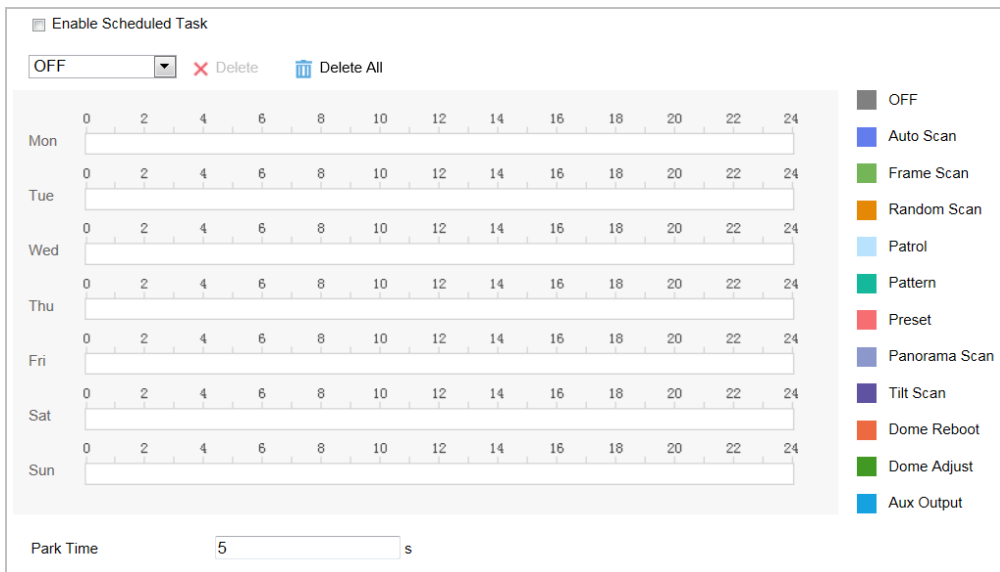 Enable Scheduled Task
OFF Delete Delete All
0 2 4 6 8 10 12 14 16 18 20 22 24
Mon
0 2 4 6 8 10 12 14 16 18 20 22 24
Tue
0 2 4 6 8 10 12 14 16 18 20 22 24
Wed
0 2 4 6 8 10 12 14 16 18 20 22 24
Thu
0 2 4 6 8 10 12 14 16 18 20 22 24
Fri
0 2 4 6 8 10 12 14 16 18 20 22 24
Sat
0 2 4 6 8 10 12 14 16 18 20 22 24
Sun
OFF
Auto Scan
Frame Scan
Random Scan
Patrol
Pattern
Preset
Panorama Scan
Tilt Scan
Dome Reboot
Dome Adjust
Aux Output
Park Time 5 s